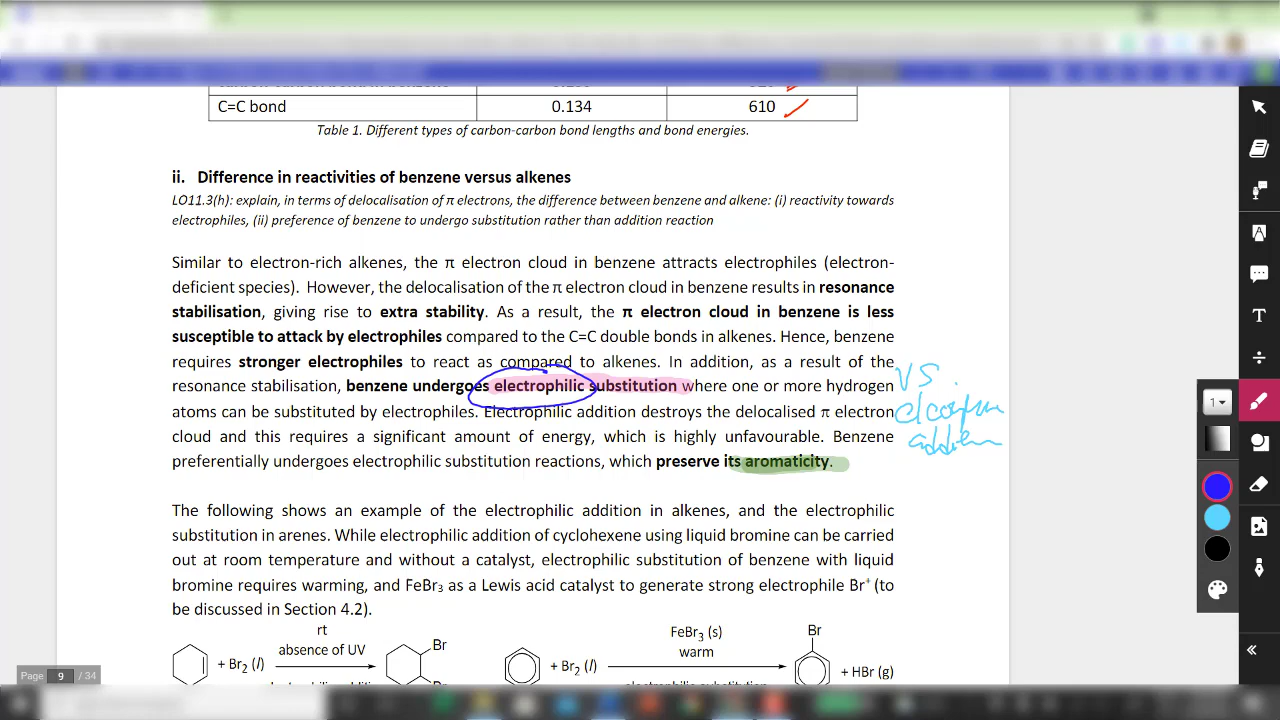 C=C bond 0.134 610
Table 1. Different types of carbon-carbon bond lengths and bond energies.
ii. Difference in reactivities of benzene versus alkenes
LO11.3(h): explain, in terms of delocalisation of π electrons, the difference between benzene and alkene: (i) reactivity towards
electrophiles, (ii) preference of benzene to undergo substitution rather than addition reaction
Similar to electron-rich alkenes, the π electron cloud in benzene attracts electrophiles (electron-
deficient species). However, the delocalisation of the π electron cloud in benzene results in resonance
stabilisation, giving rise to extra stability. As a result, the π electron cloud in benzene is less
susceptible to attack by electrophiles compared to the C=C double bonds in alkenes. Hence, benzene
requires stronger electrophiles to react as compared to alkenes. In addition, as a result of the
resonance stabilisation, benzene undergoes electrophilic substitution where one or more hydrogen
atoms can be substituted by electrophiles. Electrophilic addition destroys the delocalised π electron
cloud and this requires a significant amount of energy, which is highly unfavourable. Benzene
preferentially undergoes electrophilic substitution reactions, which preserve its aromaticity.
VS
The following shows an example of the electrophilic addition in alkenes, and the electrophilic
substitution in arenes. While electrophilic addition of cyclohexene using liquid bromine can be carried
out at room temperature and without a catalyst, electrophilic substitution of benzene with liquid
bromine requires warming, and FeBr₃ as a Lewis acid catalyst to generate strong electrophile Br⁺ (to
be discussed in Section 4.2).
rt
absence of UV
+ Br₂ (l)
Br
FeBr₃ (s)
warm
+ Br₂ (l)
Br
+ HBr (g)
Page 9 / 34
1